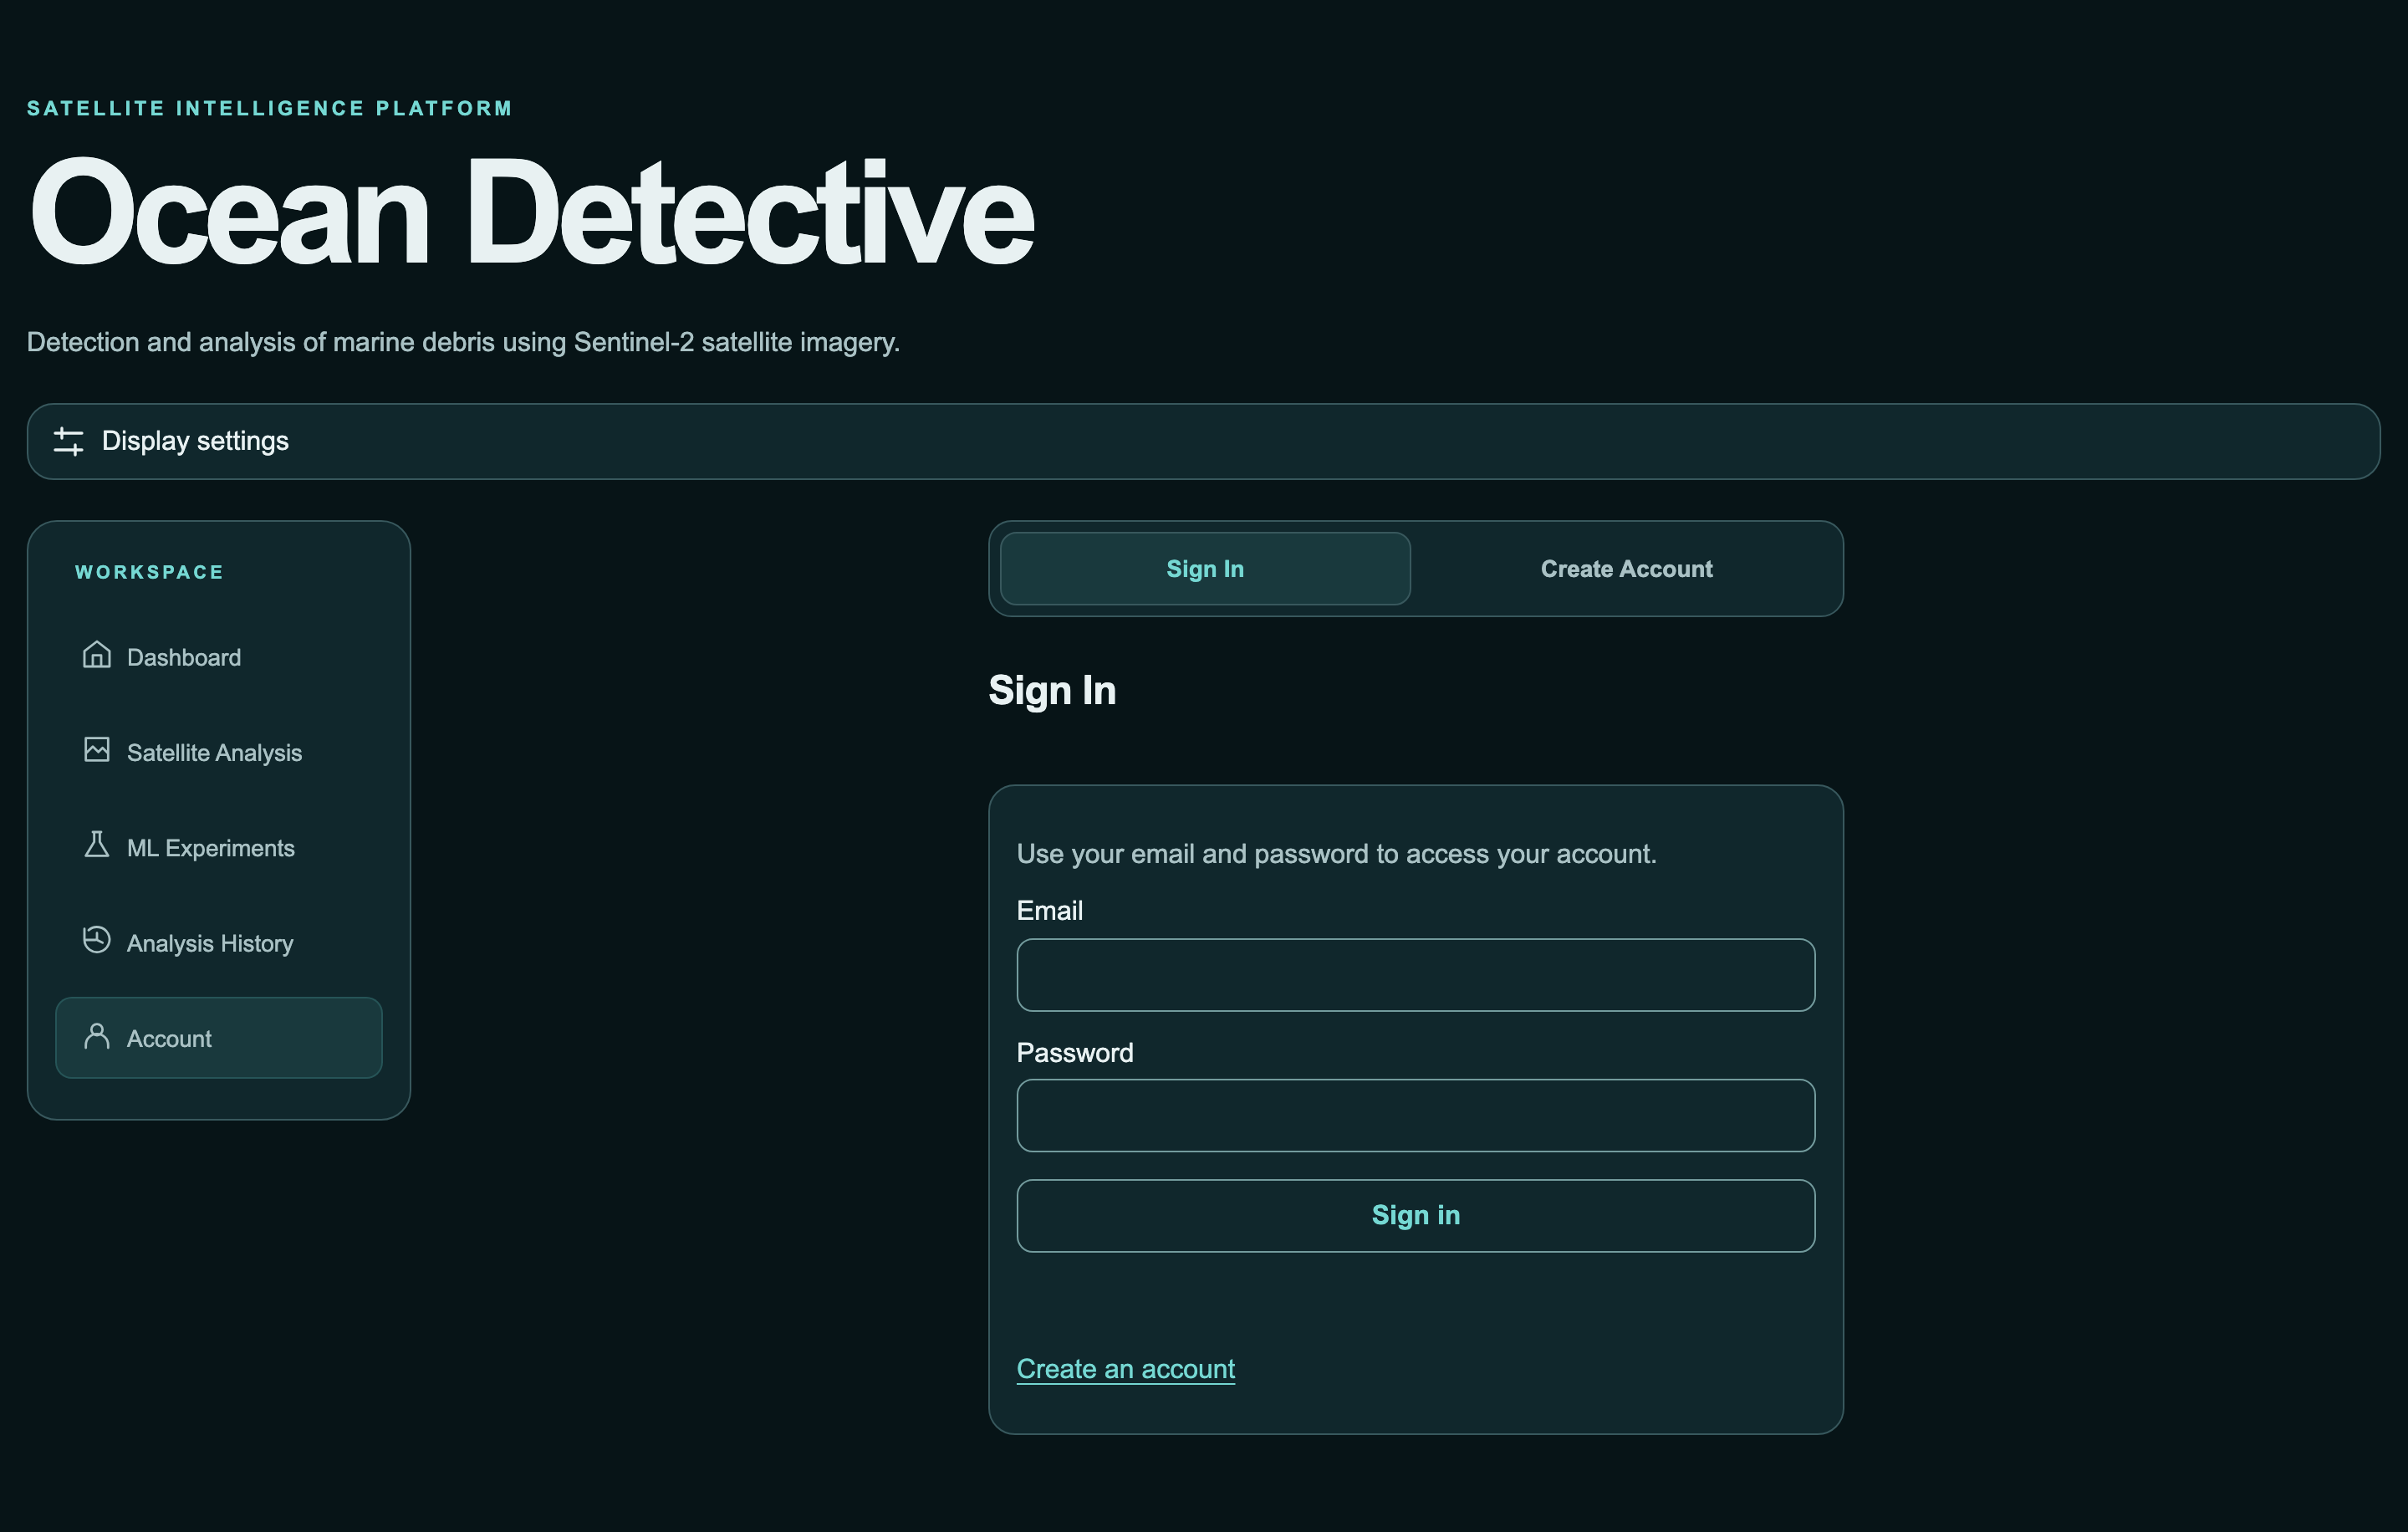 SATELLITE INTELLIGENCE PLATFORM
Ocean Detective
Detection and analysis of marine debris using Sentinel-2 satellite imagery.
Display settings
WORKSPACE
Dashboard
Satellite Analysis
ML Experiments
Analysis History
Account
Sign In
Create Account
Sign In
Use your email and password to access your account.
Email
Password
Sign in
Create an account